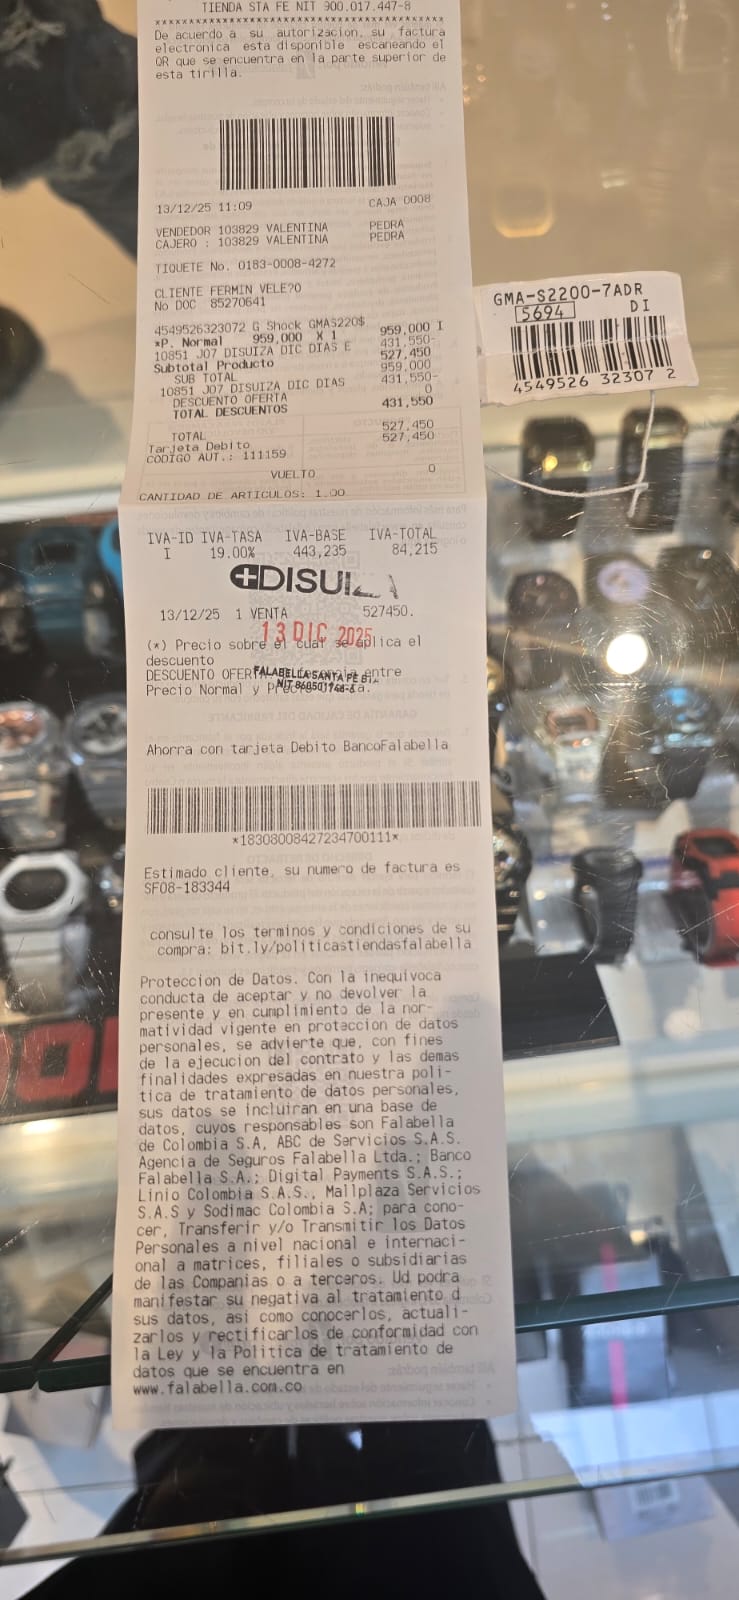 TIENDA STA FE NIT 900.017.447-8
****************************************
De acuerdo a su autorizacion, su factura
electronica esta disponible escaneando el
QR que se encuentra en la parte superior de
esta tirilla.
13/12/25 11:09 CAJA 0008
VENDEDOR 103829 VALENTINA PEDRA
CAJERO : 103829 VALENTINA PEDRA
TIQUETE No. 0183-0008-4272
CLIENTE FERMIN VELE?O
No DOC 85270641
4549526323072 G Shock GMAS220$ 959,000 I
*P. Normal 959,000 X 1 431,550-
10851 J07 DISUIZA DIC DIAS E 527,450
Subtotal Producto 959,000
SUB TOTAL 431,550-
10851 J07 DISUIZA DIC DIAS 0
DESCUENTO OFERTA 431,550
TOTAL DESCUENTOS
527,450
TOTAL 527,450
Tarjeta Debito
CODIGO AUT.: 111159
VUELTO 0
CANTIDAD DE ARTICULOS: 1.00
IVA-ID IVA-TASA IVA-BASE IVA-TOTAL
I 19.00% 443,235 84,215
DISUI
13/12/25 1 VENTA 527450.
13 DIC 2025
(*) Precio sobre el cual se aplica el
descuento
DESCUENTO OFERTA entre
FALABELLA SANTA FE BTA
Precio Normal y
NIT
Ahorra con tarjeta Debito BancoFalabella
*18308008427234700111*
Estimado cliente, su numero de factura es
SF08-183344
consulte los terminos y condiciones de su
compra: bit.ly/politicastiendasfalabella
Proteccion de Datos. Con la inequivoca
conducta de aceptar y no devolver la
presente y en cumplimiento de la nor-
matividad vigente en proteccion de datos
personales, se advierte que, con fines
de la ejecucion del contrato y las demas
finalidades expresadas en nuestra poli-
tica de tratamiento de datos personales,
sus datos se incluiran en una base de
datos, cuyos responsables son Falabella
de Colombia S.A, ABC de Servicios S.A.S.
Agencia de Seguros Falabella Ltda.; Banco
Falabella S.A.; Digital Payments S.A.S.;
Linio Colombia S.A.S., Mallplaza Servicios
S.A.S y Sodimac Colombia S.A; para cono-
cer, Transferir y/o Transmitir los Datos
Personales a nivel nacional e internaci-
onal a matrices, filiales o subsidiarias
de las Companias o a terceros. Ud podra
manifestar su negativa al tratamiento d
sus datos, asi como conocerlos, actuali-
zarlos y rectificarlos de conformidad con
la Ley y la Politica de tratamiento de
datos que se encuentra en
www.falabella.com.co
GMA-S2200-7ADR
5694 DI
4549526 32307 2